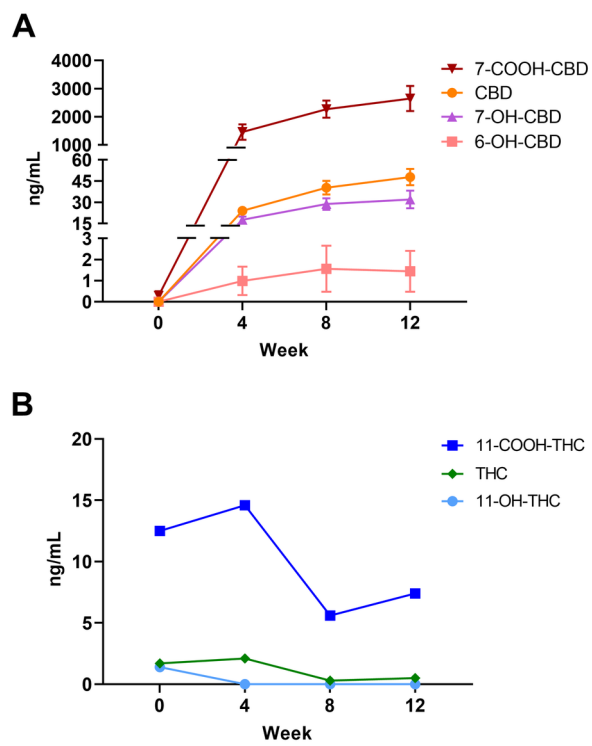 A
4000
3000
2000
1000
60
45
30
15
3
2
1
0
ng/mL
0 4 8 12
Week
7-COOH-CBD
CBD
7-OH-CBD
6-OH-CBD
B
20
15
10
5
0
ng/mL
0 4 8 12
Week
11-COOH-THC
THC
11-OH-THC